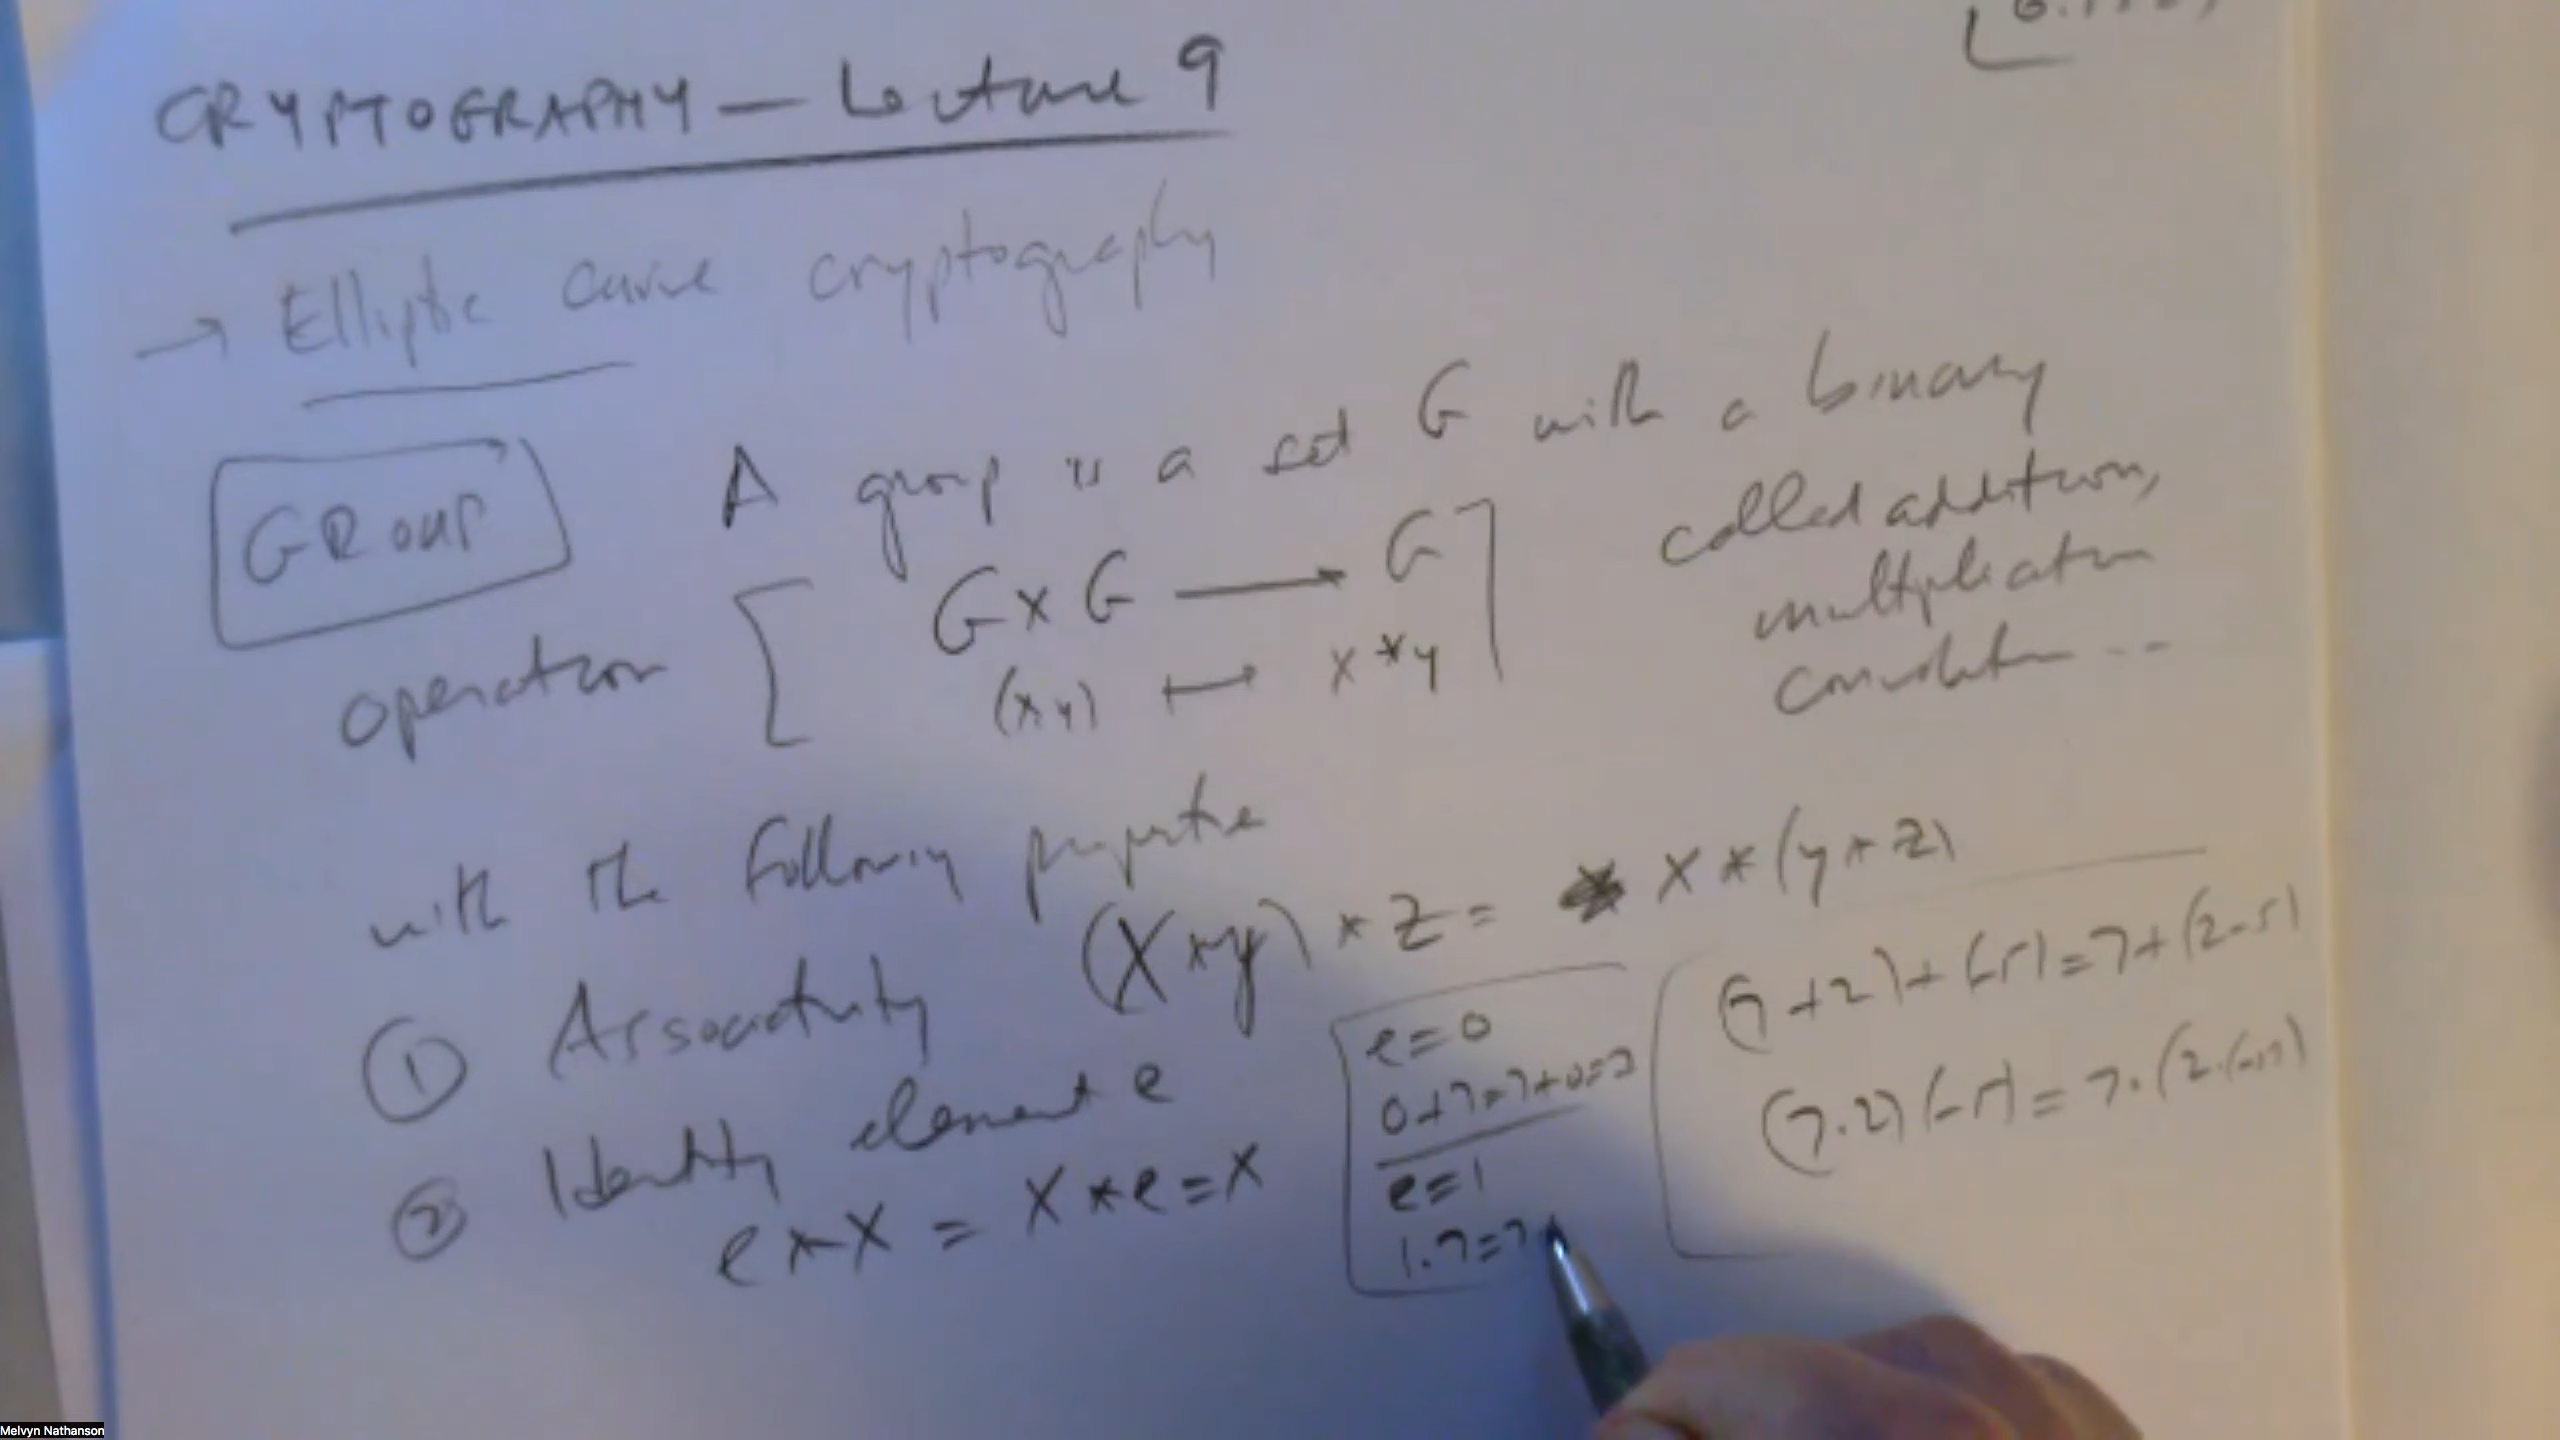 CRYPTOGRAPHY — Lecture 9
→ Elliptic curve cryptography
GROUP
A group is a set G with a binary
operation [ G × G ⟶ G ]
(x,y) ⟼ x * y
called addition,
multiplication
convolution ...
with the following properties
① Associativity (x*y) * z = x * (y * z)
② Identity element e
e * x = x * e = x
e = 0
0+7=7+0=7
e = 1
1·7=7
(7+2)+(-5)=7+(2-5)
(7·2)(-5)=7·(2·(-5))
Melvyn Nathanson